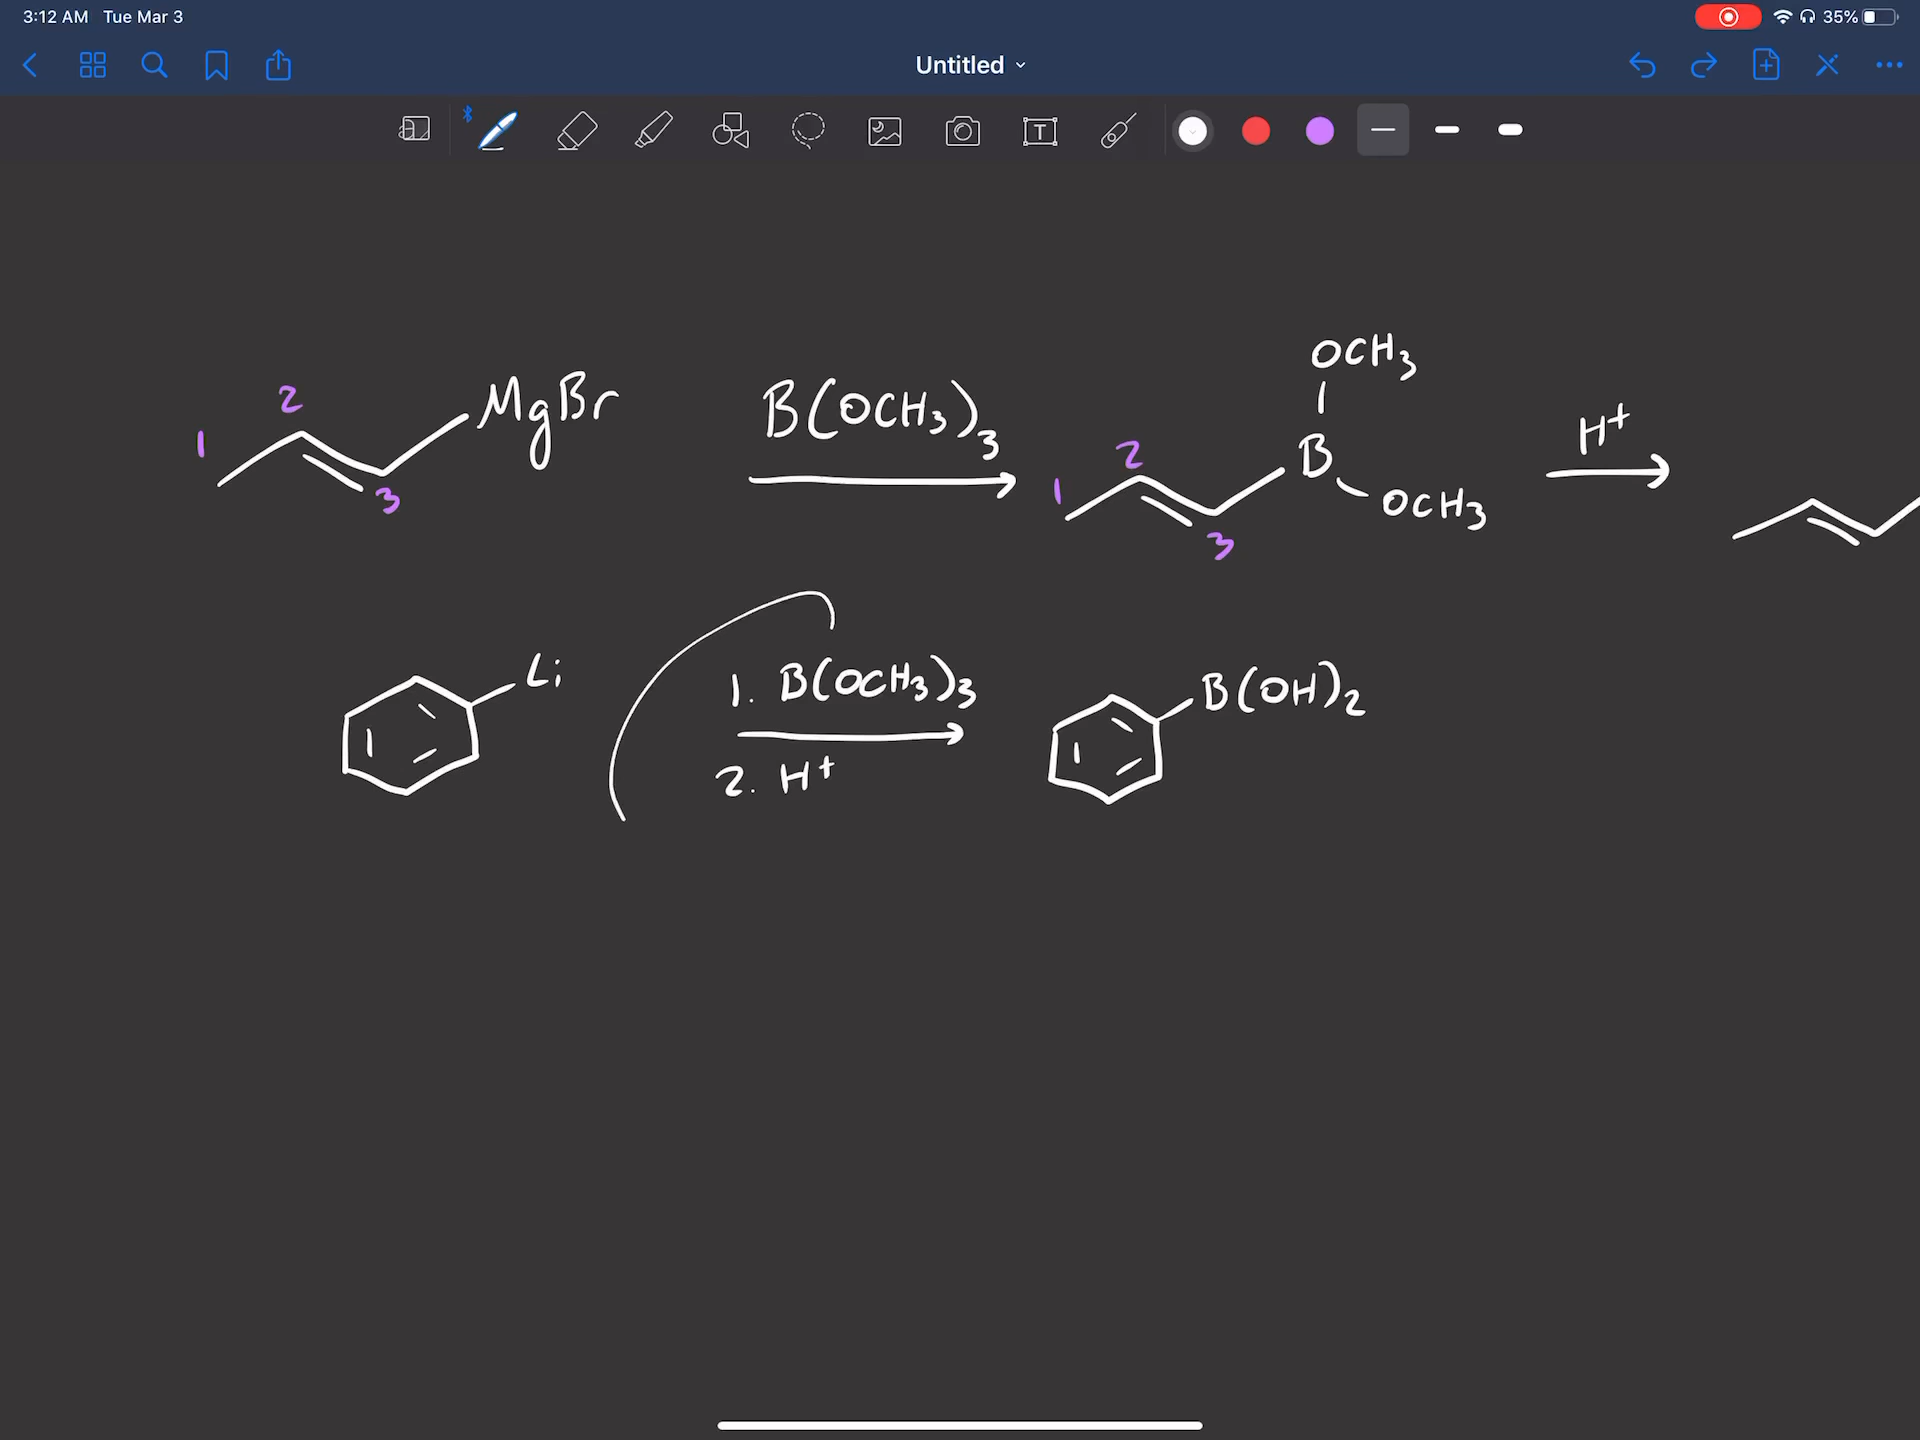 3:12 AM Tue Mar 3
35%
Untitled
T
OCH3
2
MgBr
B(OCH3)3
H+
1
2
B
1
OCH3
3
3
Li
1. B(OCH3)3
B(OH)2
2. H+